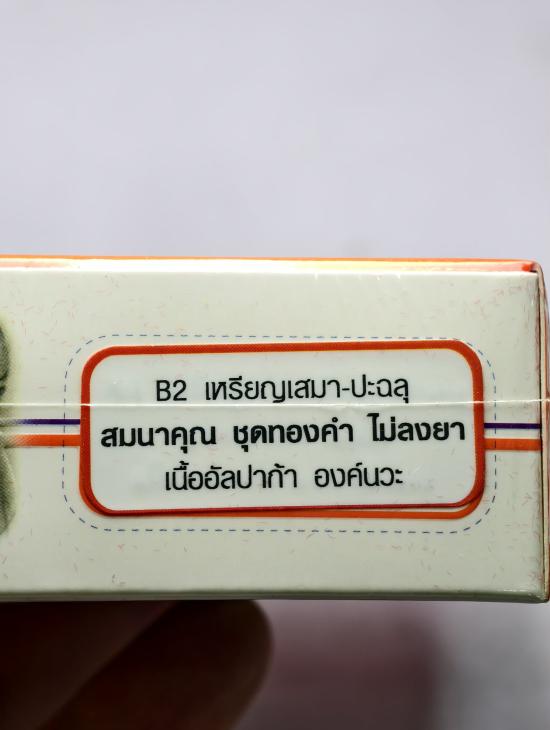 B2 เหรียญเสมา-ปะฉลุ
สมนาคุณ ชุดทองคำ ไม่ลงยา
เนื้ออัลปาก้า องค์นวะ